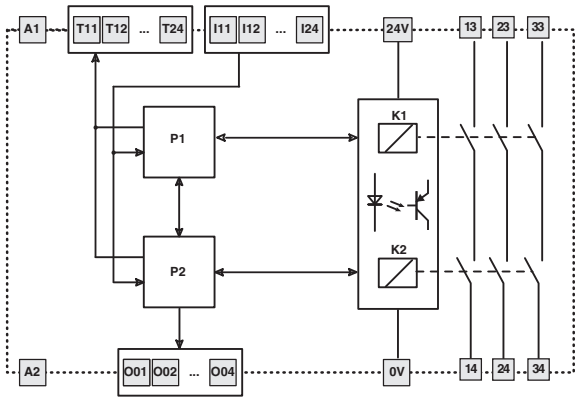 A1 T11 T12 ... T24 I11 I12 ... I24 24V 13 23 33
K1
P1
K2
P2
A2 O01 O02 ... O04 0V 14 24 34